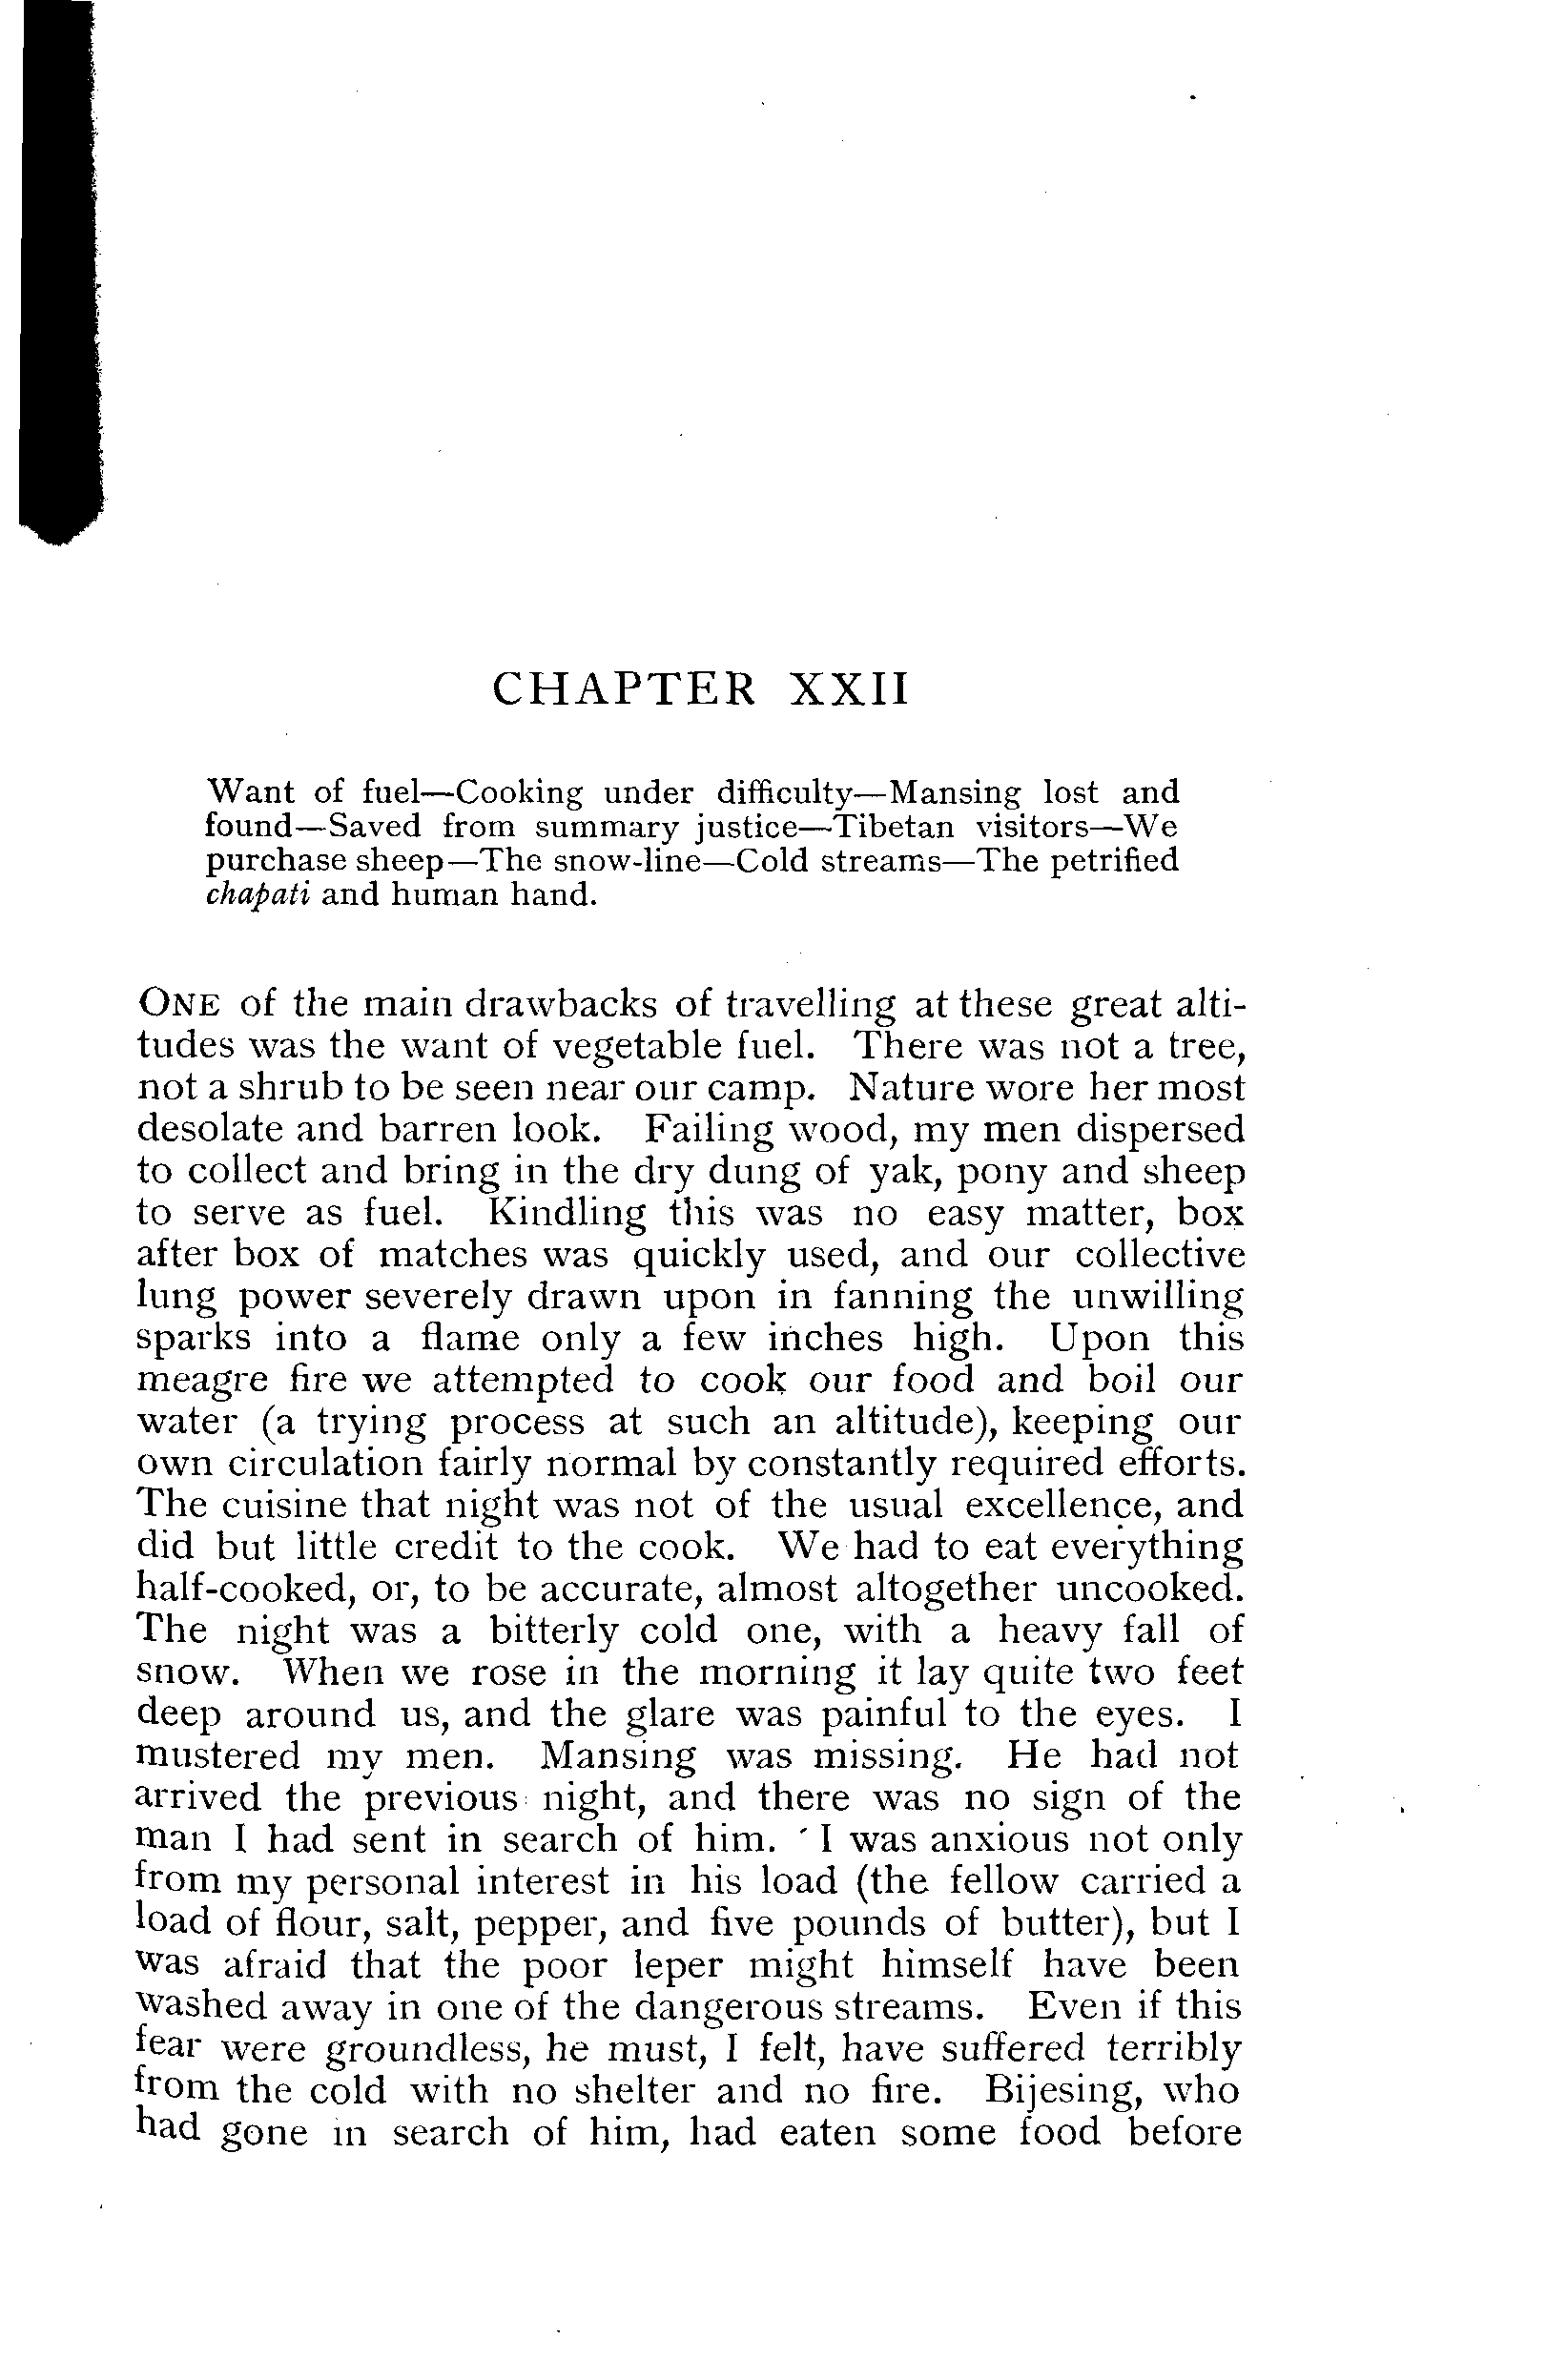 CHAPTER XXII
Want of fuel—Cooking under difficulty—Mansing lost and
found—Saved from summary justice—Tibetan visitors—We
purchase sheep—The snow-line—Cold streams—The petrified
chapati and human hand.
ONE of the main drawbacks of travelling at these great alti-
tudes was the want of vegetable fuel. There was not a tree,
not a shrub to be seen near our camp. Nature wore her most
desolate and barren look. Failing wood, my men dispersed
to collect and bring in the dry dung of yak, pony and sheep
to serve as fuel. Kindling this was no easy matter, box
after box of matches was quickly used, and our collective
lung power severely drawn upon in fanning the unwilling
sparks into a flame only a few inches high. Upon this
meagre fire we attempted to cook our food and boil our
water (a trying process at such an altitude), keeping our
own circulation fairly normal by constantly required efforts.
The cuisine that night was not of the usual excellence, and
did but little credit to the cook. We had to eat everything
half-cooked, or, to be accurate, almost altogether uncooked.
The night was a bitterly cold one, with a heavy fall of
snow. When we rose in the morning it lay quite two feet
deep around us, and the glare was painful to the eyes. I
mustered my men. Mansing was missing. He had not
arrived the previous night, and there was no sign of the
man I had sent in search of him. I was anxious not only
from my personal interest in his load (the fellow carried a
load of flour, salt, pepper, and five pounds of butter), but I
was afraid that the poor leper might himself have been
washed away in one of the dangerous streams. Even if this
fear were groundless, he must, I felt, have suffered terribly
from the cold with no shelter and no fire. Bijesing, who
had gone in search of him, had eaten some food before